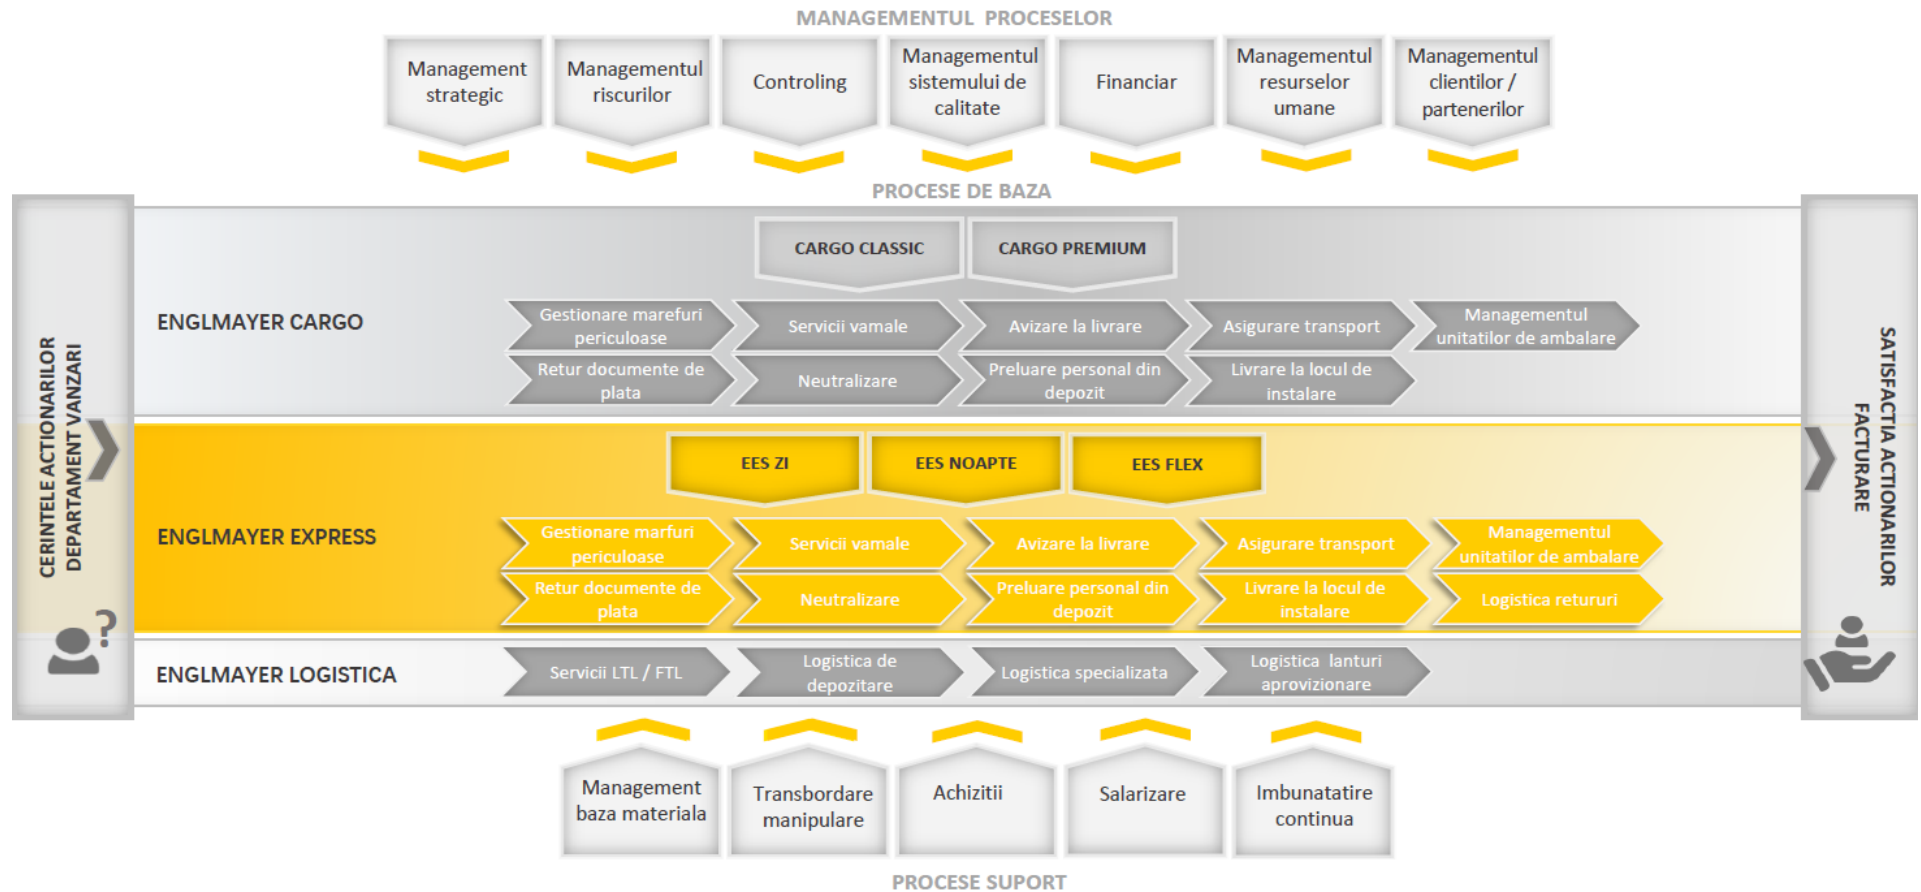 MANAGEMENTUL PROCESELOR
Management
strategic
Managementul
riscurilor
Controling
Managementul
sistemului de
calitate
Financiar
Managementul
resurselor
umane
Managementul
clientilor /
partenerilor
PROCESE DE BAZA
CERINTELE ACTIONARILOR
DEPARTAMENT VANZARI
?
CARGO CLASSIC
CARGO PREMIUM
ENGLMAYER CARGO
Gestionare marefuri
periculoase
Servicii vamale
Avizare la livrare
Asigurare transport
Managementul
unitatilor de ambalare
Retur documente de
plata
Neutralizare
Preluare personal din
depozit
Livrare la locul de
instalare
EES ZI
EES NOAPTE
EES FLEX
ENGLMAYER EXPRESS
Gestionare marfuri
periculoase
Servicii vamale
Avizare la livrare
Asigurare transport
Managementul
unitatilor de ambalare
Retur documente de
plata
Neutralizare
Preluare personal din
depozit
Livrare la locul de
instalare
Logistica retururi
ENGLMAYER LOGISTICA
Servicii LTL / FTL
Logistica de
depozitare
Logistica specializata
Logistica lanturi
aprovizionare
SATISFACTIA ACTIONARILOR
FACTURARE
Management
baza materiala
Transbordare
manipulare
Achizitii
Salarizare
Imbunatatire
continua
PROCESE SUPORT